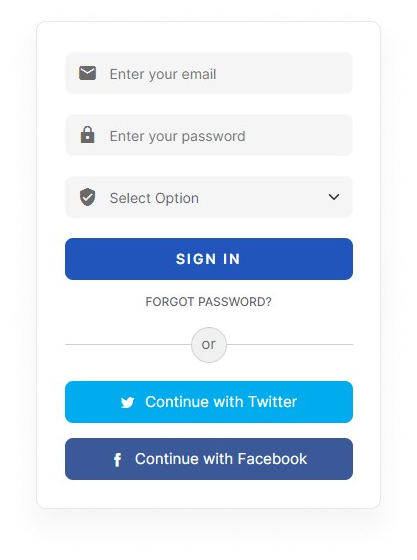 Enter your email
Enter your password
Select Option
SIGN IN
FORGOT PASSWORD?
or
Continue with Twitter
Continue with Facebook